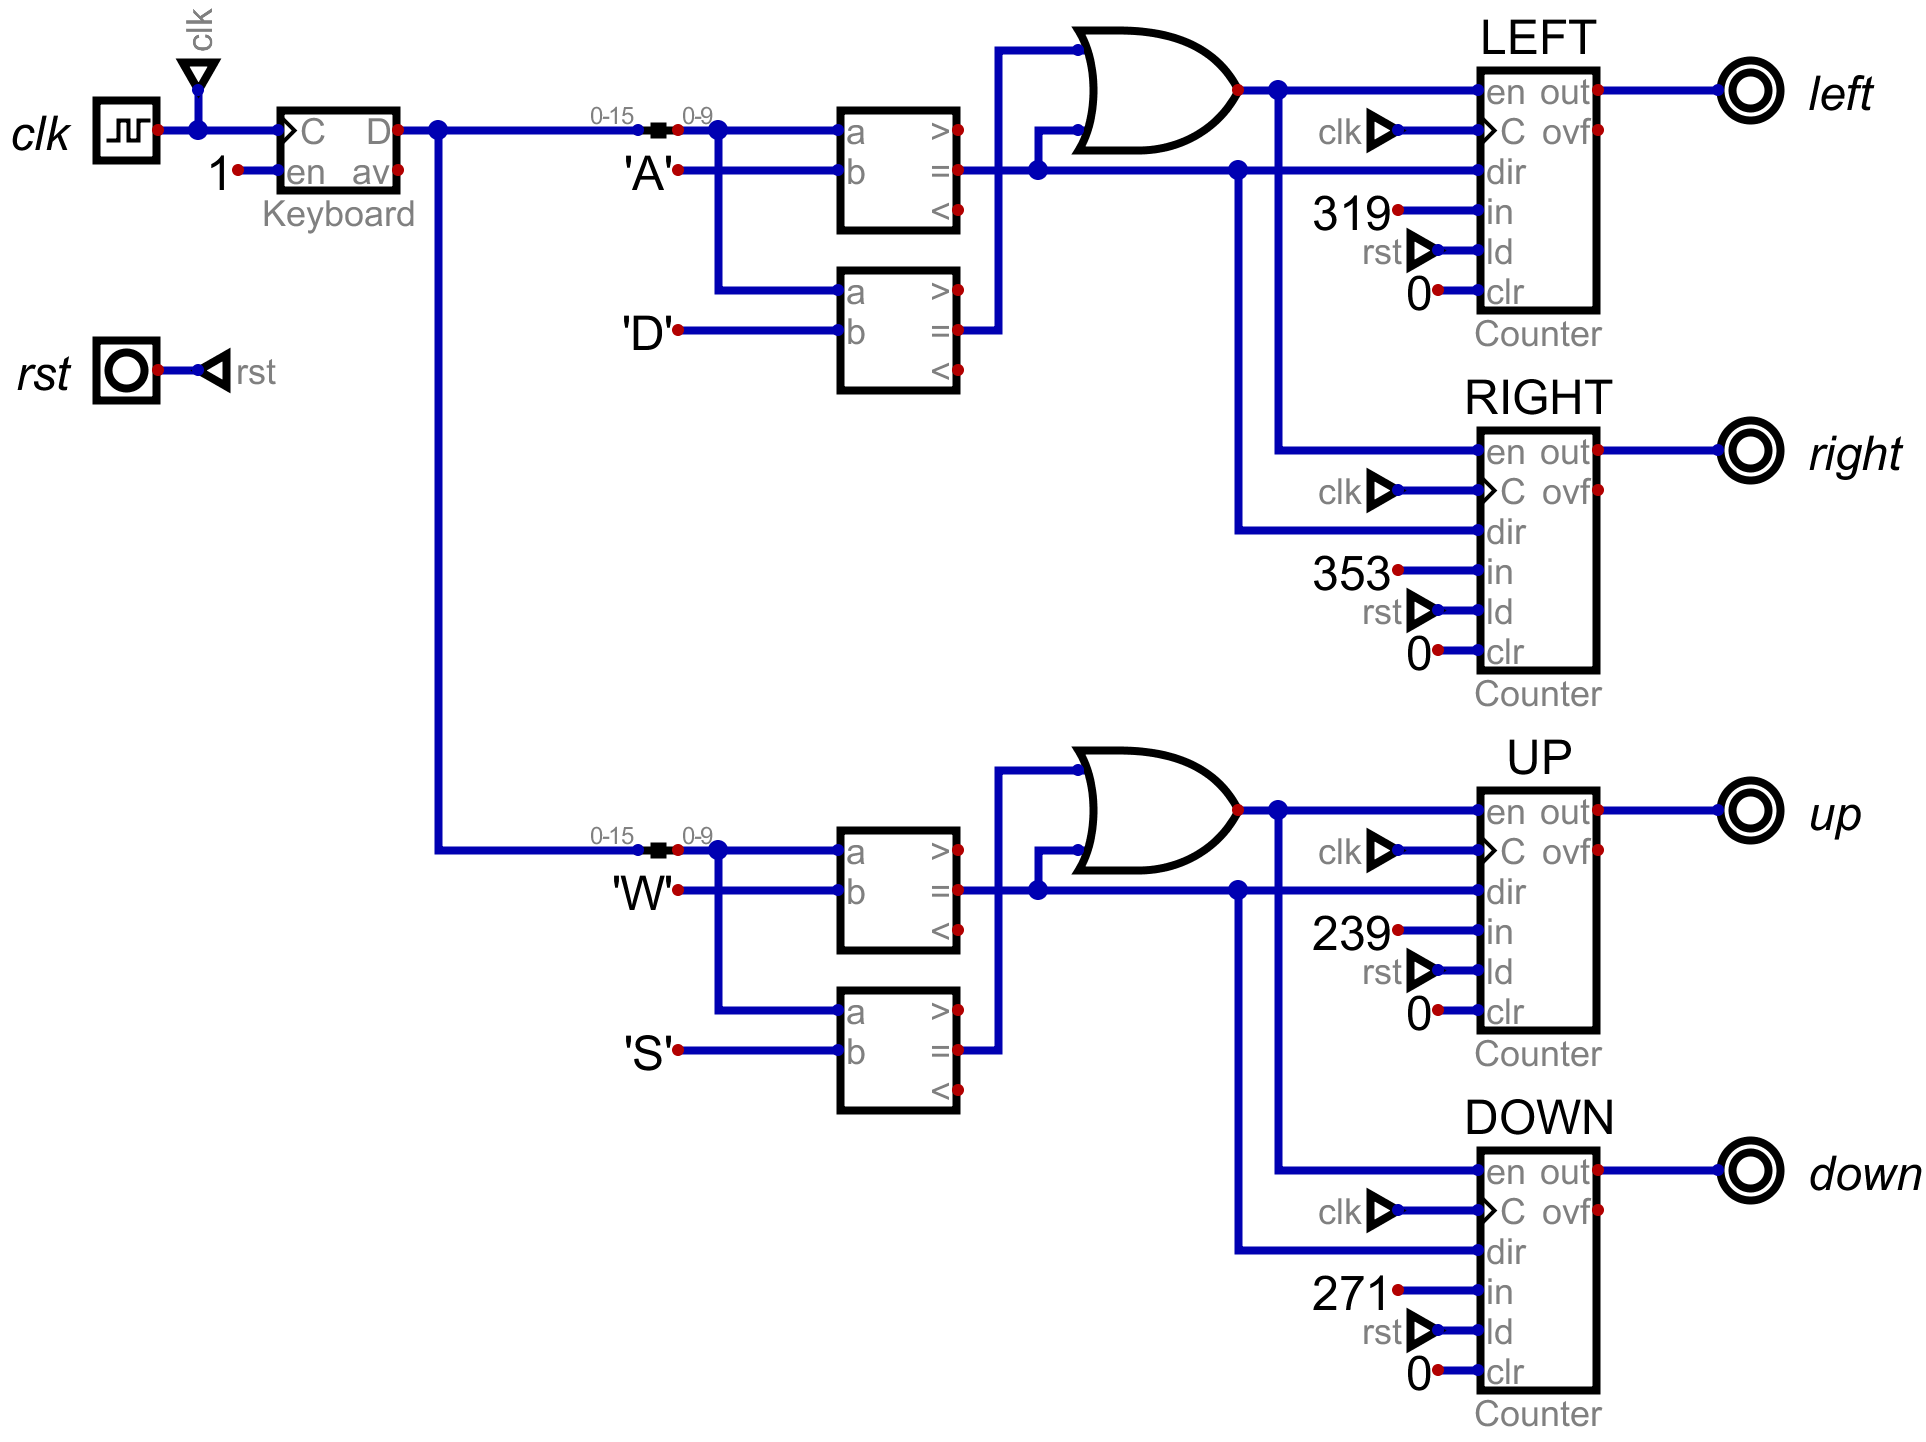 clk
clk
C D
1 en av
Keyboard
rst rst
0-15 0-9
'A'
a >
b =
<
'D'
a >
b =
<
LEFT
en out
clk C ovf
dir
319 in
rst ld
0 clr
Counter
left
RIGHT
en out
clk C ovf
dir
353 in
rst ld
0 clr
Counter
right
0-15 0-9
'W'
a >
b =
<
'S'
a >
b =
<
UP
en out
clk C ovf
dir
239 in
rst ld
0 clr
Counter
up
DOWN
en out
clk C ovf
dir
271 in
rst ld
0 clr
Counter
down